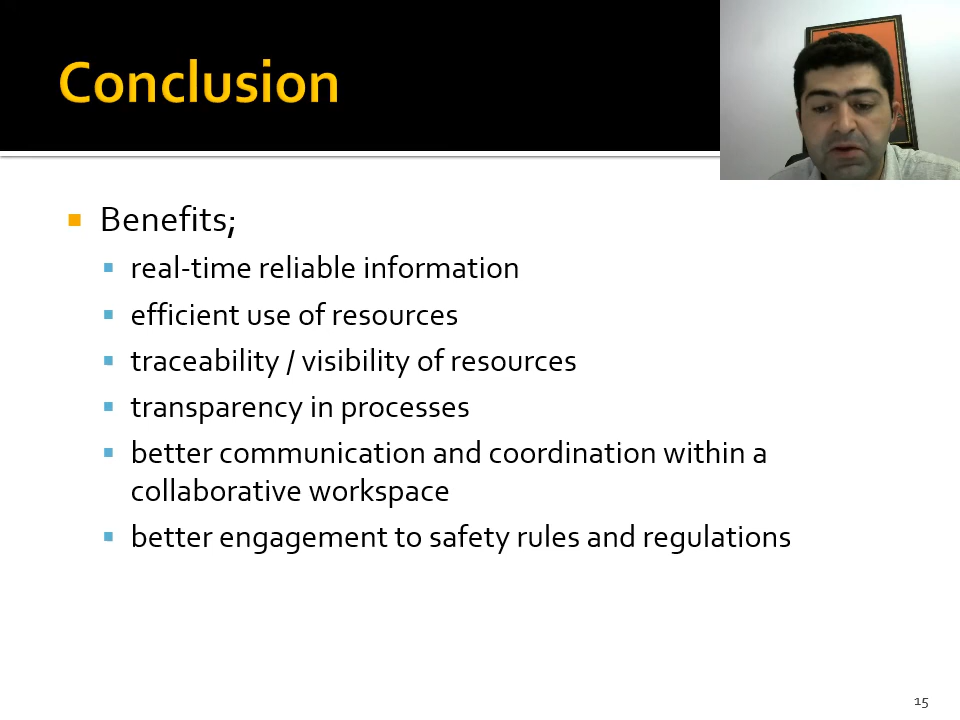 Conclusion
Benefits;
real-time reliable information
efficient use of resources
traceability / visibility of resources
transparency in processes
better communication and coordination within a
collaborative workspace
better engagement to safety rules and regulations
15